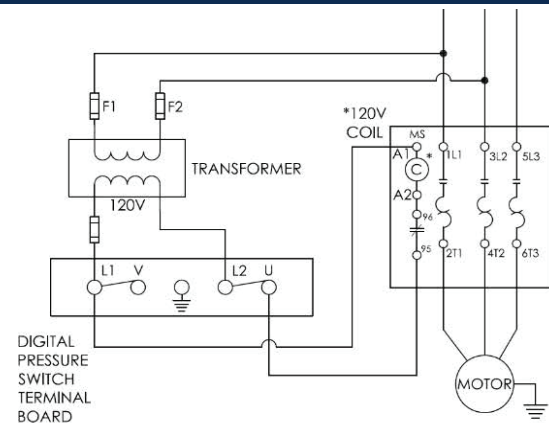 F1
F2
*120V
COIL
MS
A1
*
C
1L1
3L2
5L3
TRANSFORMER
A2
120V
96
95
2T1
4T2
6T3
L1
V
L2
U
DIGITAL
PRESSURE
SWITCH
TERMINAL
BOARD
MOTOR